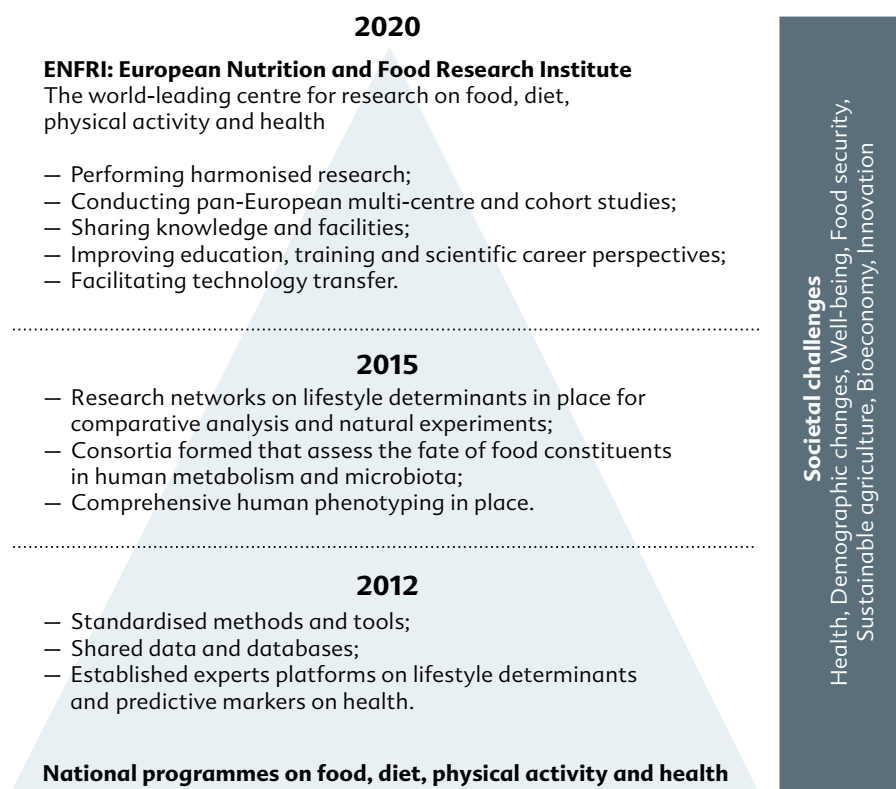 2020
ENFRI: European Nutrition and Food Research Institute
The world-leading centre for research on food, diet,
physical activity and health
— Performing harmonised research;
— Conducting pan-European multi-centre and cohort studies;
— Sharing knowledge and facilities;
— Improving education, training and scientific career perspectives;
— Facilitating technology transfer.
2015
— Research networks on lifestyle determinants in place for
comparative analysis and natural experiments;
— Consortia formed that assess the fate of food constituents
in human metabolism and microbiota;
— Comprehensive human phenotyping in place.
2012
— Standardised methods and tools;
— Shared data and databases;
— Established experts platforms on lifestyle determinants
and predictive markers on health.
National programmes on food, diet, physical activity and health
Societal challenges
Health, Demographic changes, Well-being, Food security,
Sustainable agriculture, Bioeconomy, Innovation